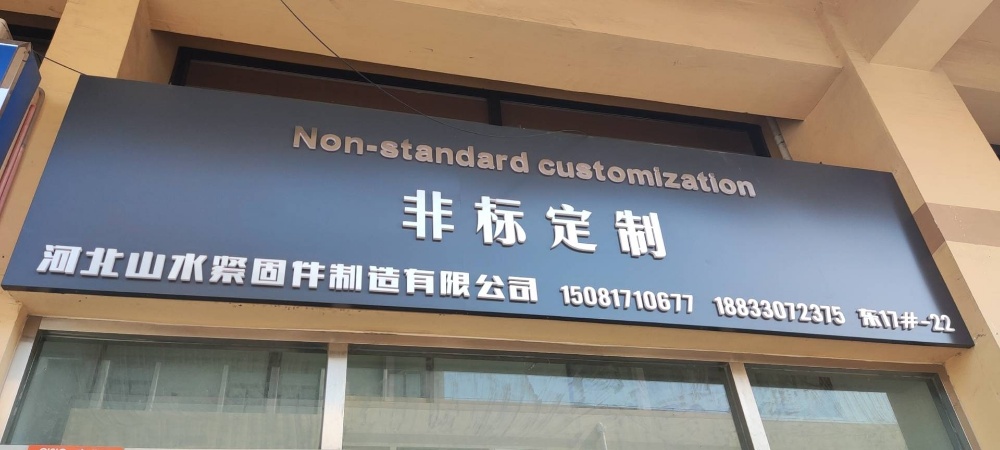 Non-standard customization
非标定制
河北山水紧固件制造有限公司 15081710677 18833072375 东17#-22